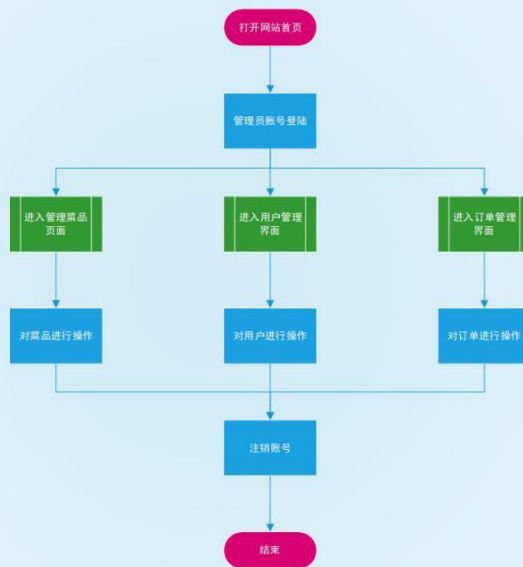 打开网站首页
管理员账号登陆
进入管理菜品
页面
进入用户管理
界面
进入订单管理
界面
对菜品进行操作
对用户进行操作
对订单进行操作
注销账号
结束